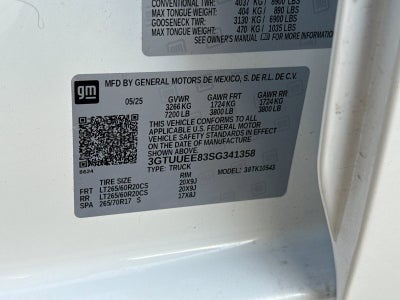 CONVENTIONAL TWR: 4037 KG/ 8900 LBS
MAX TONGUE WEIGHT: 404 KG / 890 LBS
GOOSENECK TWR: 3130 KG / 6900 LBS
MAX TONGUE WEIGHT: 470 KG / 1035 LBS
SEE OWNER'S MANUAL FOR ADDITIONAL INFORMATION
gm
MFD BY GENERAL MOTORS DE MEXICO, S. DE R.L. DE C.V.
05/25 GVWR GAWR FRT GAWR RR
3266 KG 1724 KG 1724 KG
7200 LB 3800 LB 3800 LB
THIS VEHICLE CONFORMS TO ALL
APPLICABLE U.S. FEDERAL MOTOR
VEHICLE SAFETY STANDARDS IN
EFFECT ON THE DATE OF
MANUFACTURE SHOWN ABOVE.
3GTUUEE83SG341358
TYPE: TRUCK MODEL:
TIRE SIZE RIM
FRT LT265/60R20CS 20X9J
RR LT265/60R20CS 20X9J
SPA 265/70R17 S 17X8J